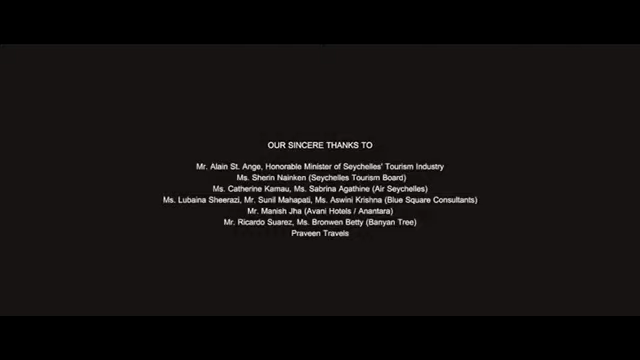 OUR SINCERE THANKS TO
Mr. Alain St. Ange, Honorable Minister of Seychelles' Tourism Industry
Ms. Sherin Nainken (Seychelles Tourism Board)
Ms. Catherine Kamau, Ms. Sabrina Agathine (Air Seychelles)
Ms. Lubaina Sheerazi, Mr. Sunil Mahapati, Ms. Aswini Krishna (Blue Square Consultants)
Mr. Manish Jha (Avani Hotels / Anantara)
Mr. Ricardo Suarez, Ms. Bronwen Betty (Banyan Tree)
Praveen Travels